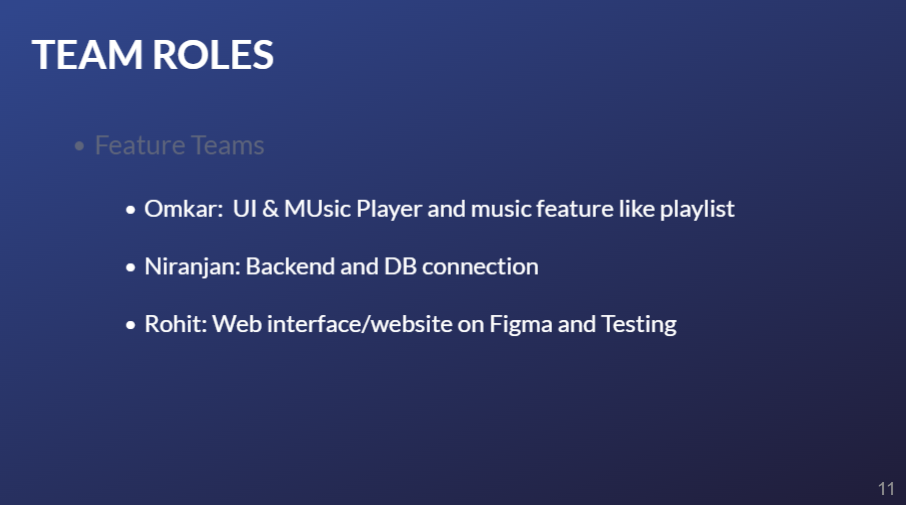 TEAM ROLES
• Feature Teams
• Omkar:  UI & MUsic Player and music feature like playlist
• Niranjan: Backend and DB connection
• Rohit: Web interface/website on Figma and Testing
11